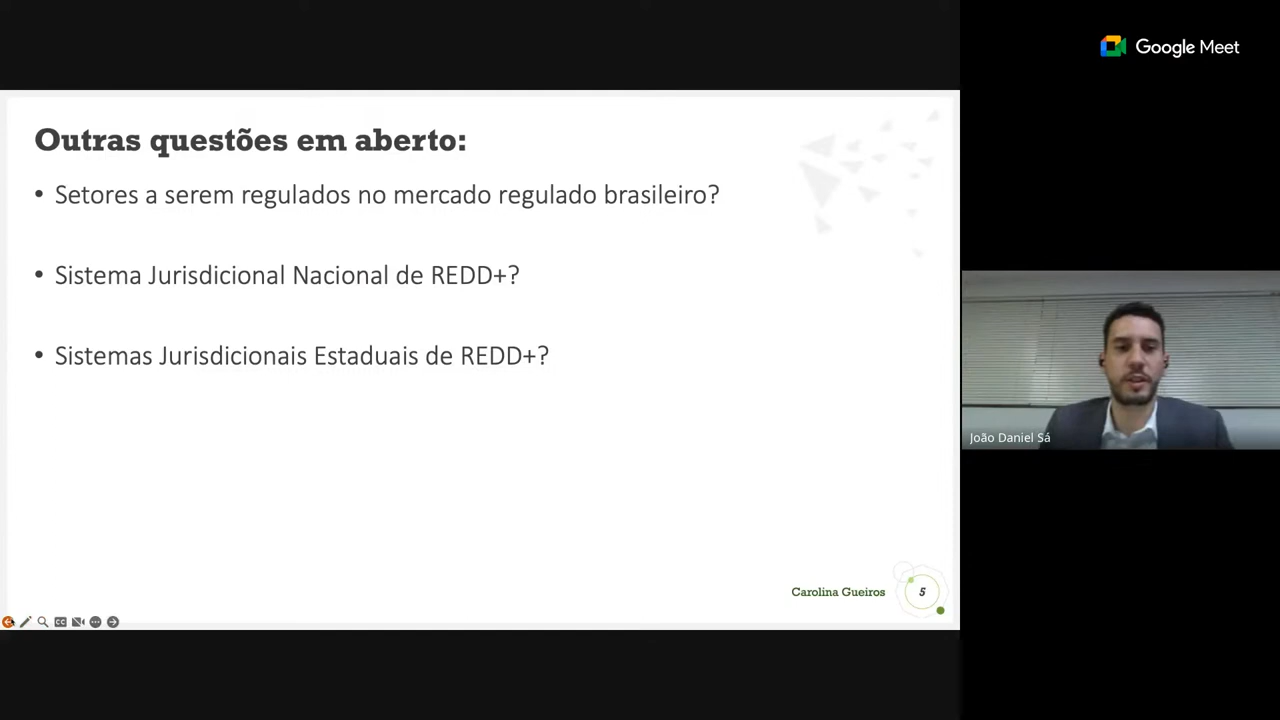 Google Meet
Outras questões em aberto:
• Setores a serem regulados no mercado regulado brasileiro?
• Sistema Jurisdicional Nacional de REDD+?
• Sistemas Jurisdicionais Estaduais de REDD+?
João Daniel Sá
Carolina Gueiros
5
CC